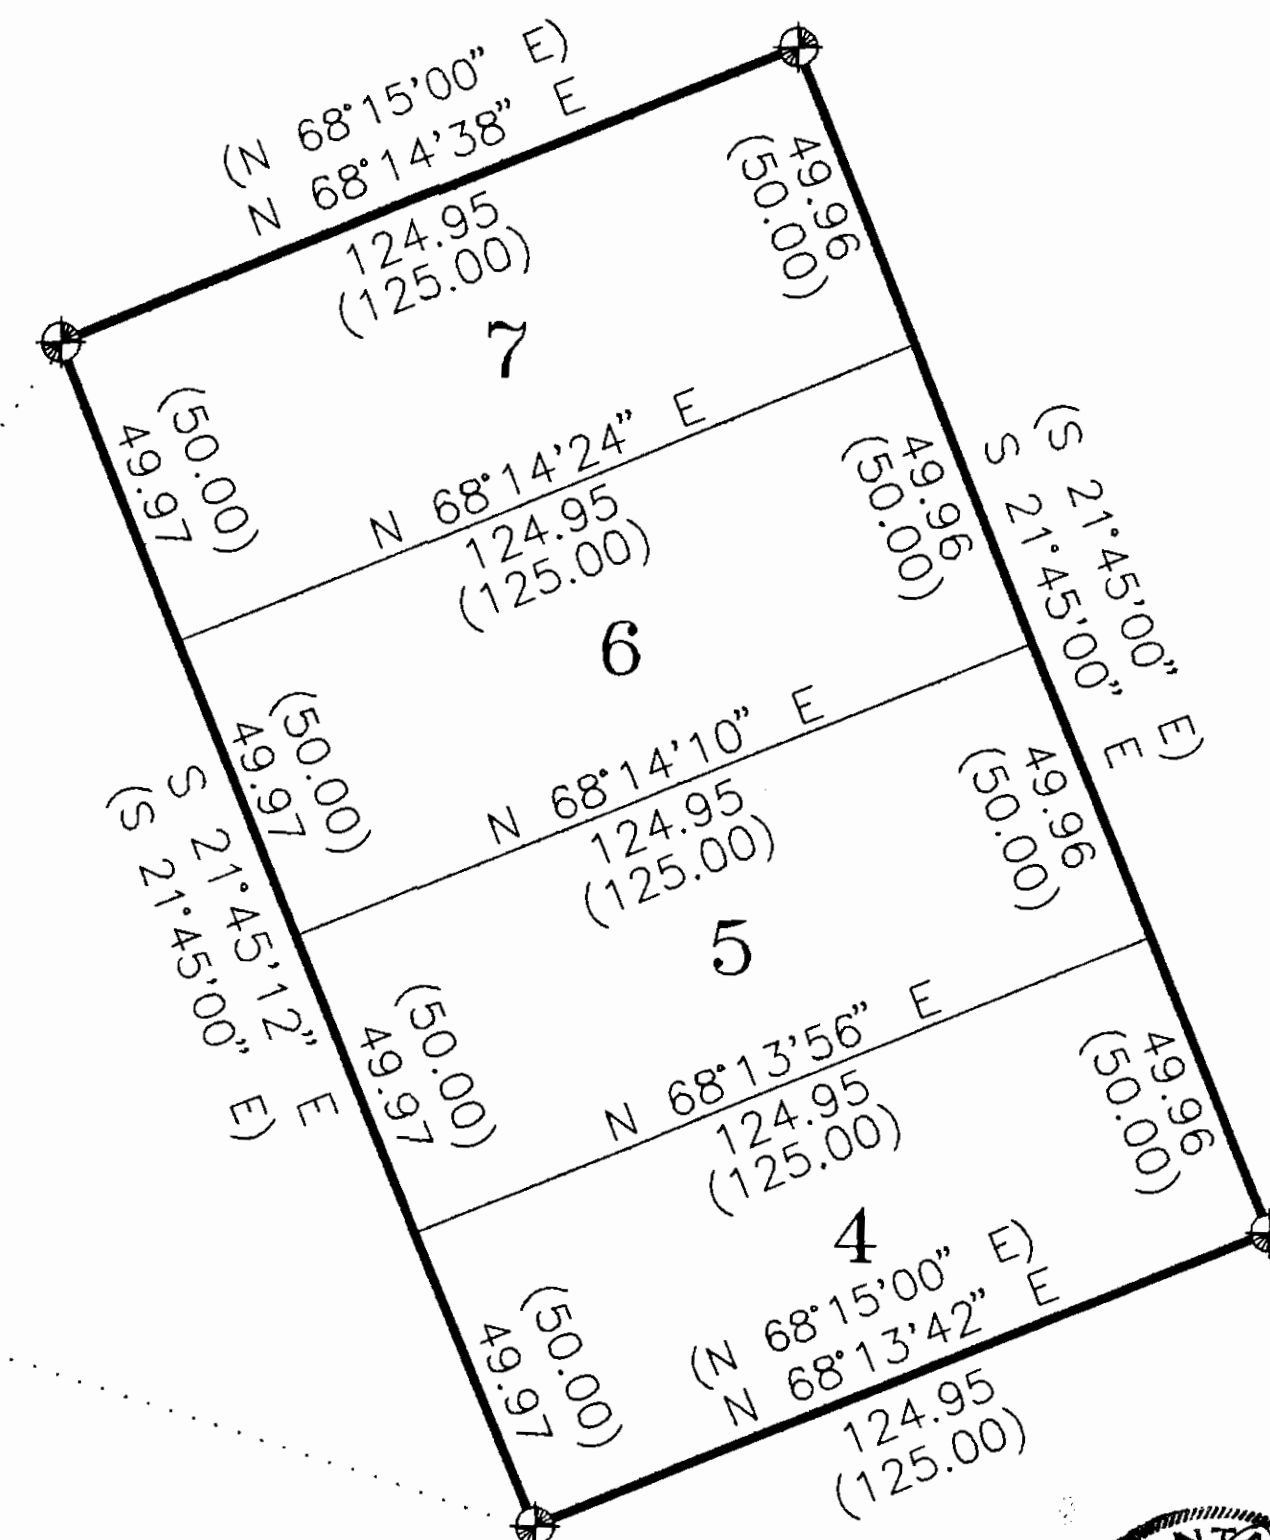 (N 68°15'00" E)
N 68°14'38" E
124.95
(125.00)
49.96
(50.00)
7
(50.00)
49.97
N 68°14'24" E
124.95
(125.00)
49.96
(50.00)
(S 21°45'00" E)
S 21°45'00" E
6
(50.00)
49.97
S 21°45'12" E
(S 21°45'00" E)
N 68°14'10" E
124.95
(125.00)
49.96
(50.00)
5
(50.00)
49.97
N 68°13'56" E
124.95
(125.00)
49.96
(50.00)
4
(50.00)
49.97
(N 68°15'00" E)
N 68°13'42" E
124.95
(125.00)